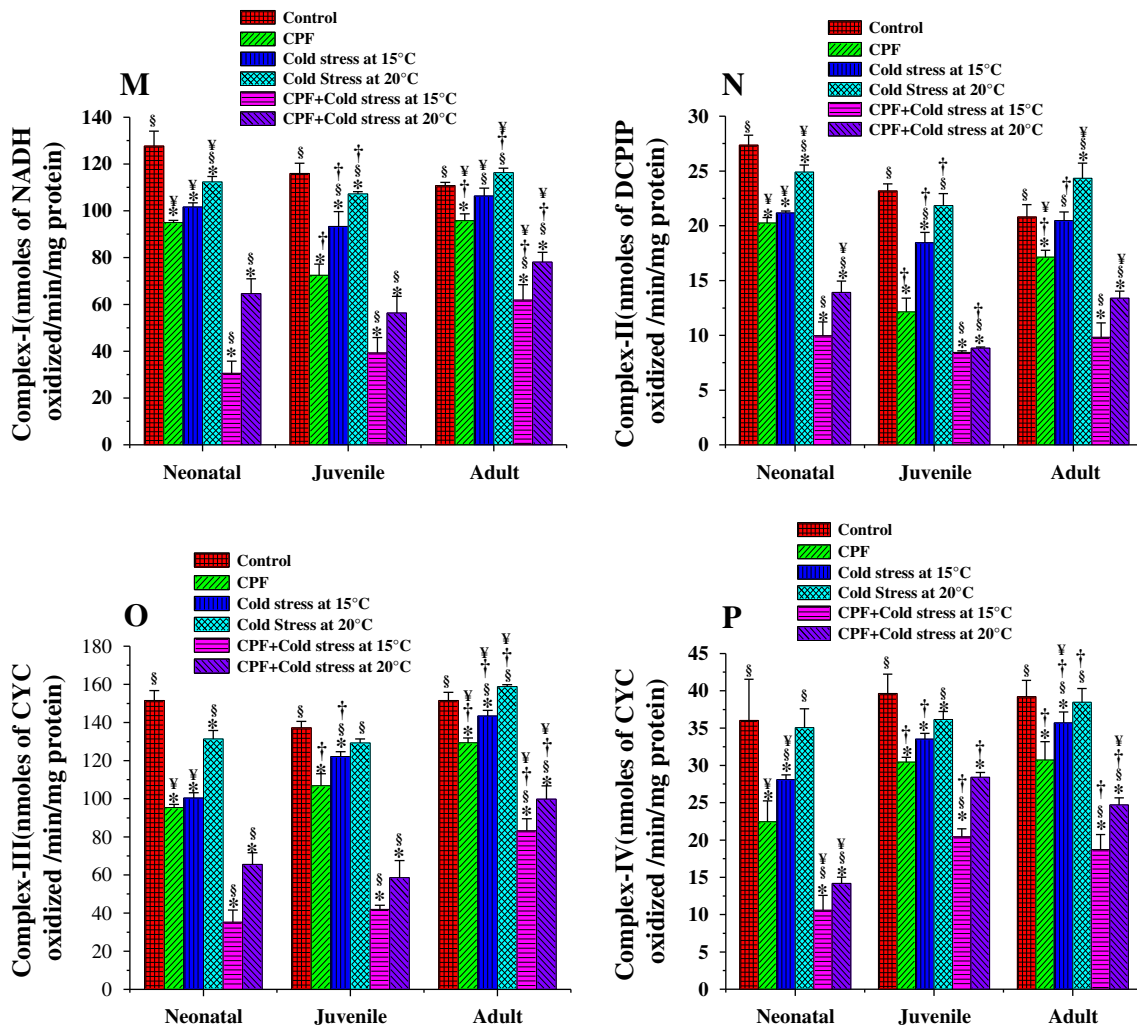 Control
CPF
Cold stress at 15°C
Cold Stress at 20°C
CPF+Cold stress at 15°C
CPF+Cold stress at 20°C
M
Complex-I(nmoles of NADH
oxidized/min/mg protein)
140
120
100
80
60
40
20
0
Neonatal Juvenile Adult
Control
CPF
Cold stress at 15°C
Cold Stress at 20°C
CPF+Cold stress at 15°C
CPF+Cold stress at 20°C
N
Complex-II(nmoles of DCPIP
oxidized /min/mg protein)
30
25
20
15
10
5
0
Neonatal Juvenile Adult
Control
CPF
Cold stress at 15°C
Cold Stress at 20°C
CPF+Cold stress at 15°C
CPF+Cold stress at 20°C
O
Complex-III(nmoles of CYC
oxidized /min/mg protein)
180
160
140
120
100
80
60
40
20
0
Neonatal Juvenile Adult
Control
CPF
Cold stress at 15°C
Cold Stress at 20°C
CPF+Cold stress at 15°C
CPF+Cold stress at 20°C
P
Complex-IV(nmoles of CYC
oxidized /min/mg protein)
45
40
35
30
25
20
15
10
5
0
Neonatal Juvenile Adult